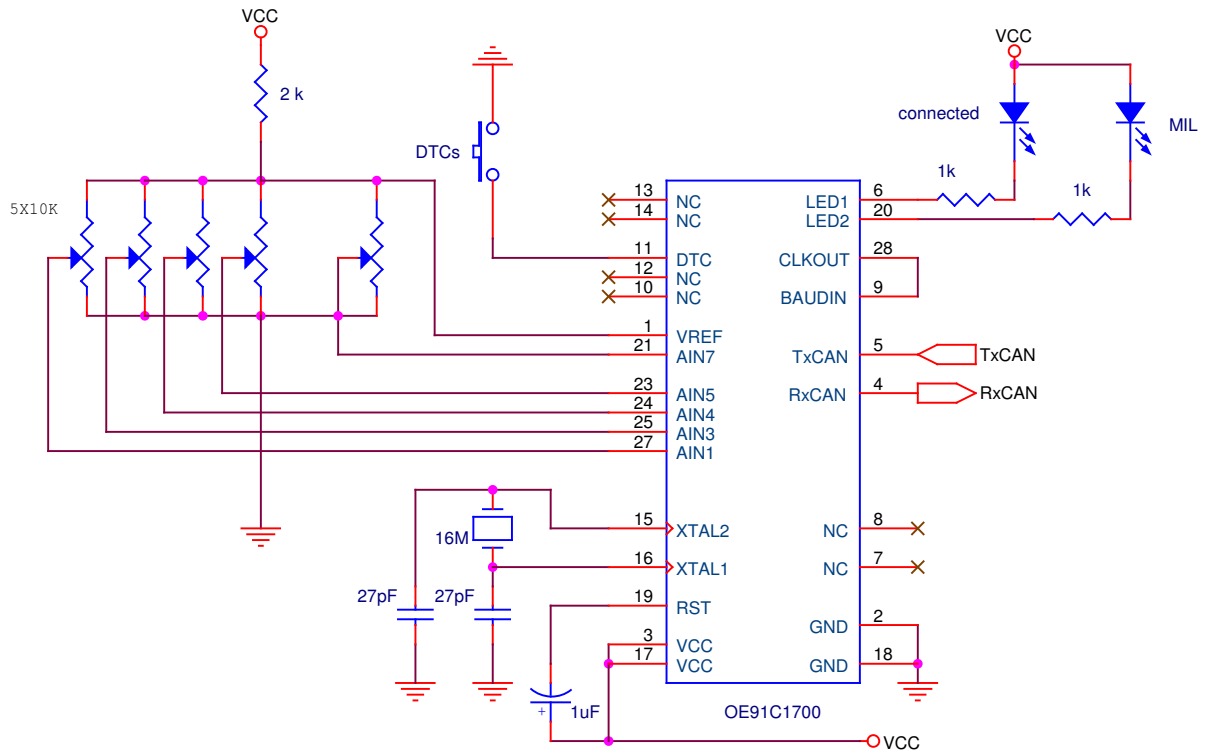 VCC
2 k
5X10K
DTCs
VCC
connected
MIL
1k
1k
13 NC
14 NC
11 DTC
12 NC
10 NC
1 VREF
21 AIN7
23 AIN5
24 AIN4
25 AIN3
27 AIN1
15 XTAL2
16 XTAL1
19 RST
3 VCC
17 VCC
LED1 6
LED2 20
CLKOUT 28
BAUDIN 9
TxCAN 5 TxCAN
RxCAN 4 RxCAN
NC 8
NC 7
GND 2
GND 18
16M
27pF 27pF
+ 1uF
OE91C1700
VCC